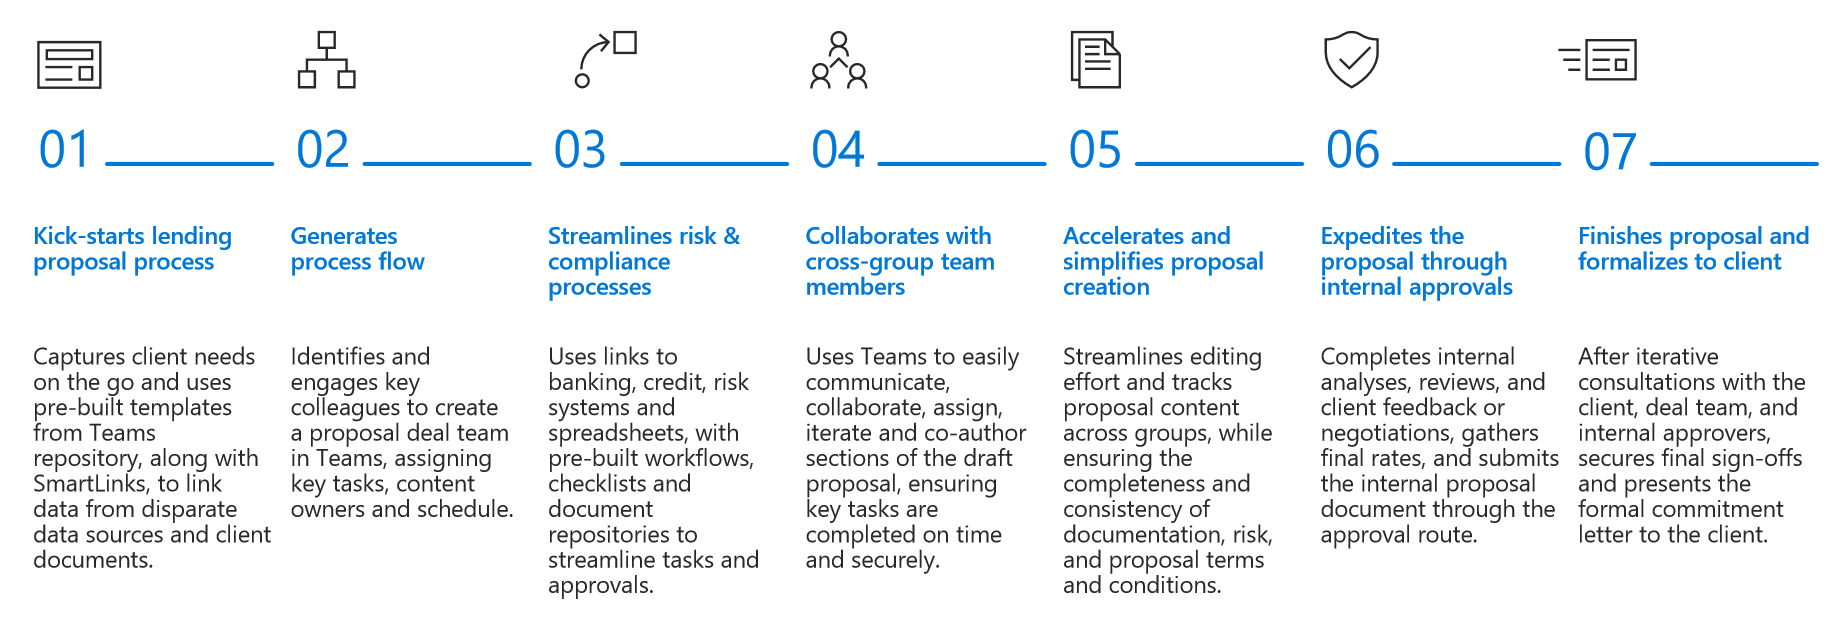 01
Kick-starts lending
proposal process
Captures client needs
on the go and uses
pre-built templates
from Teams
repository, along with
SmartLinks, to link
data from disparate
data sources and client
documents.
02
Generates
process flow
Identifies and
engages key
colleagues to create
a proposal deal team
in Teams, assigning
key tasks, content
owners and schedule.
03
Streamlines risk &
compliance
processes
Uses links to
banking, credit, risk
systems and
spreadsheets, with
pre-built workflows,
checklists and
document
repositories to
streamline tasks and
approvals.
04
Collaborates with
cross-group team
members
Uses Teams to easily
communicate,
collaborate, assign,
iterate and co-author
sections of the draft
proposal, ensuring
key tasks are
completed on time
and securely.
05
Accelerates and
simplifies proposal
creation
Streamlines editing
effort and tracks
proposal content
across groups, while
ensuring the
completeness and
consistency of
documentation, risk,
and proposal terms
and conditions.
06
Expedites the
proposal through
internal approvals
Completes internal
analyses, reviews, and
client feedback or
negotiations, gathers
final rates, and submits
the internal proposal
document through the
approval route.
07
Finishes proposal and
formalizes to client
After iterative
consultations with the
client, deal team, and
internal approvers,
secures final sign-offs
and presents the
formal commitment
letter to the client.